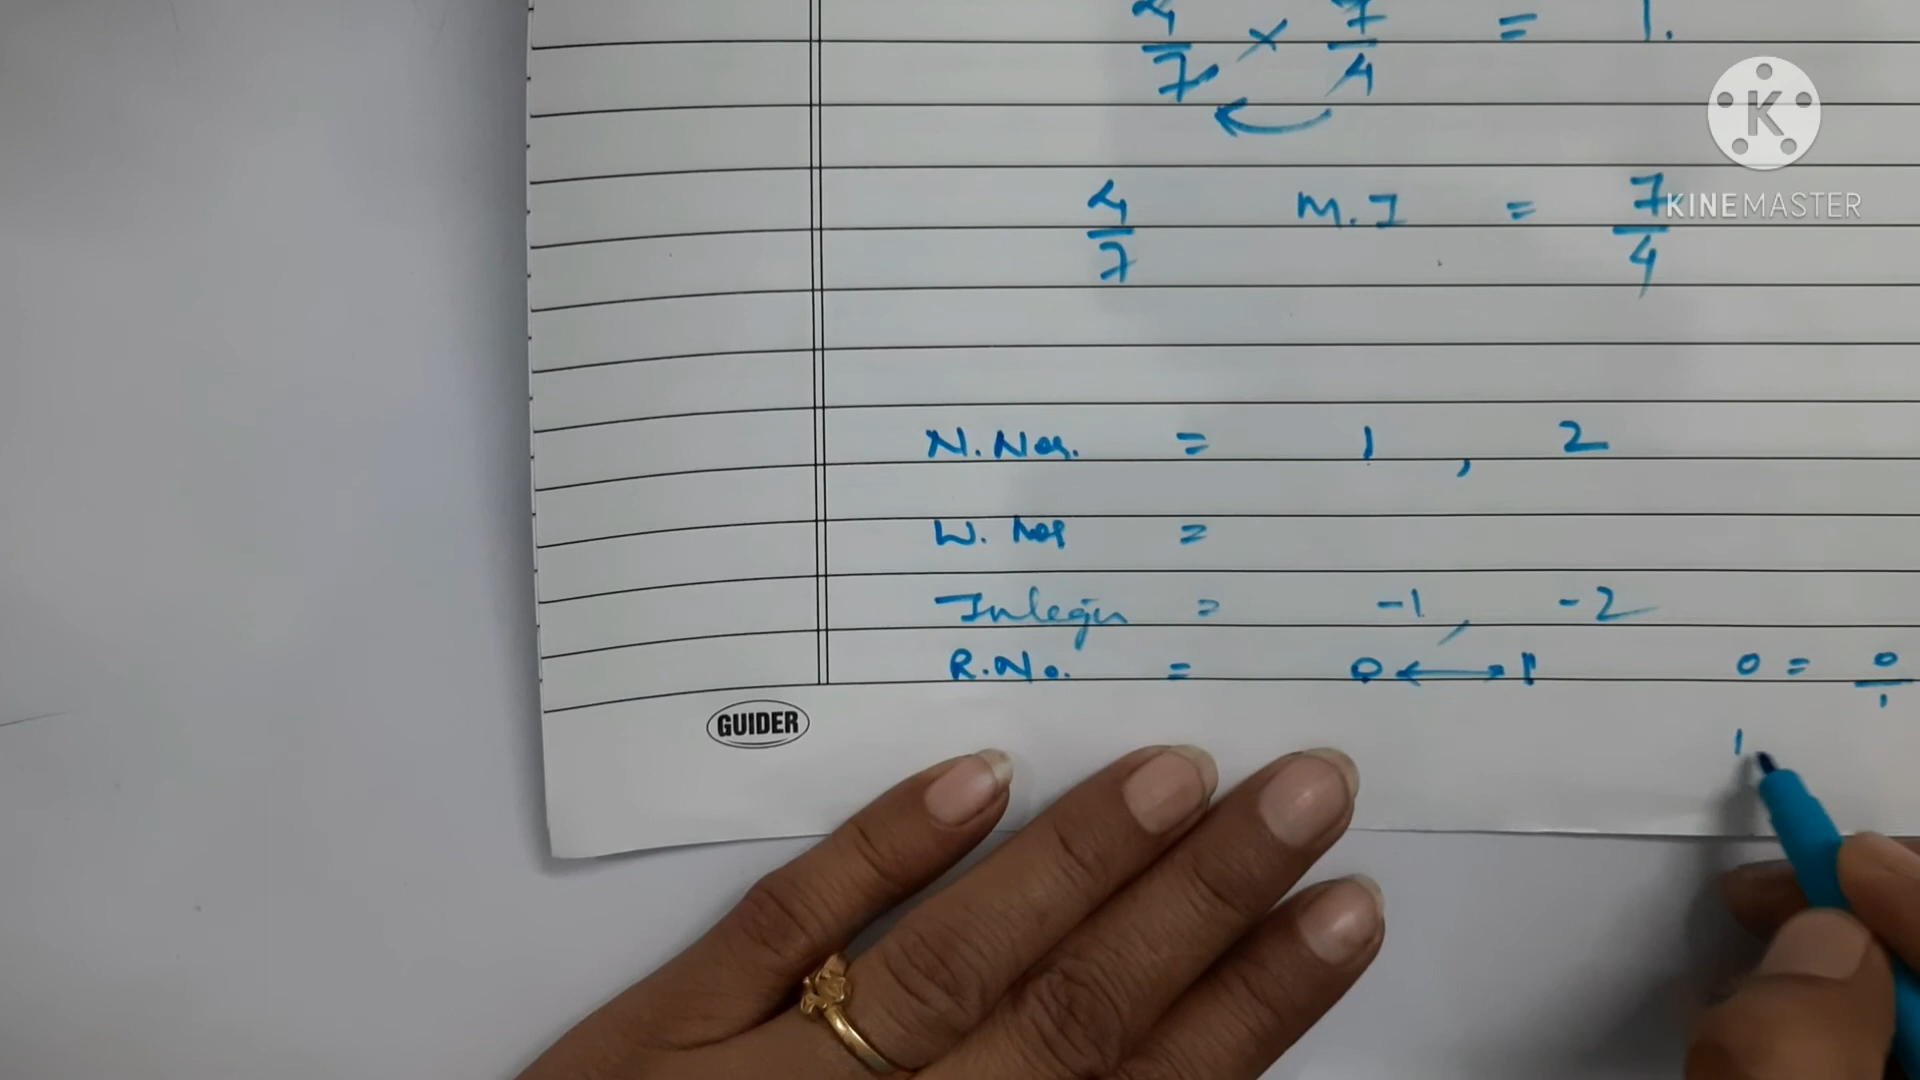 4/7 × 7/4 = 1.
4/7 M.I = 7/4
KINEMASTER
N.Nos. = 1 , 2
W. Nos =
Integer = -1 , -2
R.No. = 0 ↔ 1 0 = 0/1
GUIDER
1